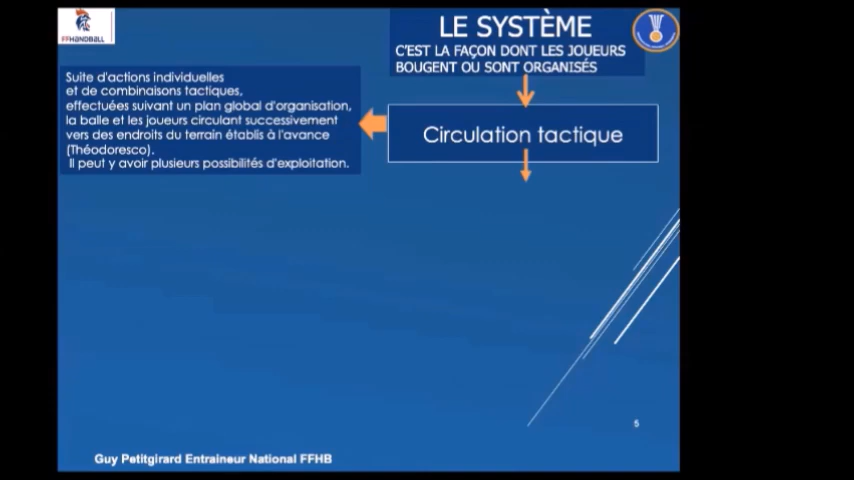 FFHANDBALL
LE SYSTÈME
C'EST LA FAÇON DONT LES JOUEURS
BOUGENT OU SONT ORGANISÉS
Suite d'actions individuelles
et de combinaisons tactiques,
effectuées suivant un plan global d'organisation,
la balle et les joueurs circulant successivement
vers des endroits du terrain établis à l'avance
(Théodoresco).
Il peut y avoir plusieurs possibilités d'exploitation.
Circulation tactique
5
Guy Petitgirard Entraineur National FFHB